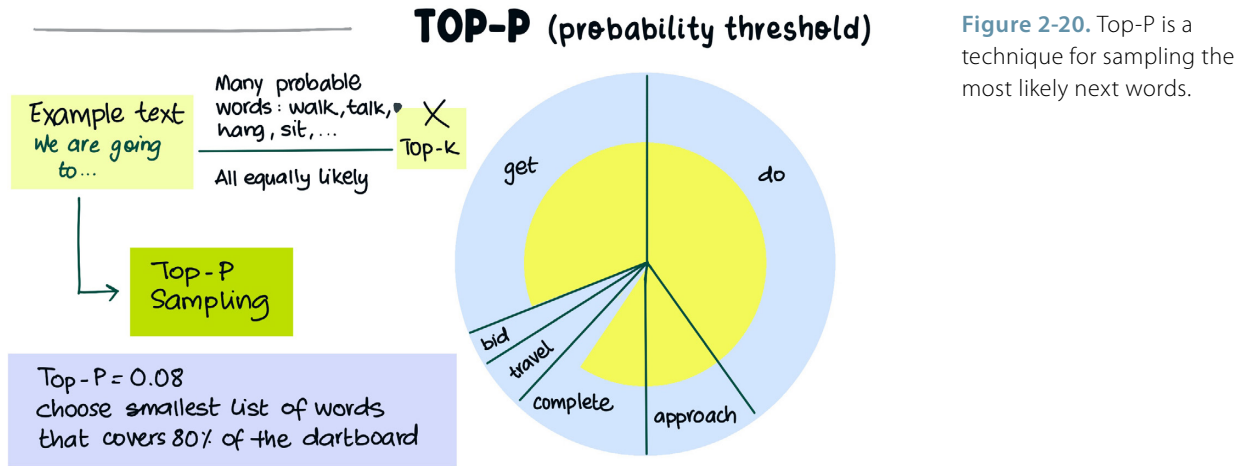 TOP-P (probability threshold)
Figure 2-20. Top-P is a
technique for sampling the
most likely next words.
Example text
We are going
to...
Many probable
words: walk, talk,
hang, sit, ...
All equally likely
X
Top-K
Top-P
Sampling
Top-P = 0.08
choose smallest list of words
that covers 80% of the dartboard
get
do
bid
travel
complete
approach